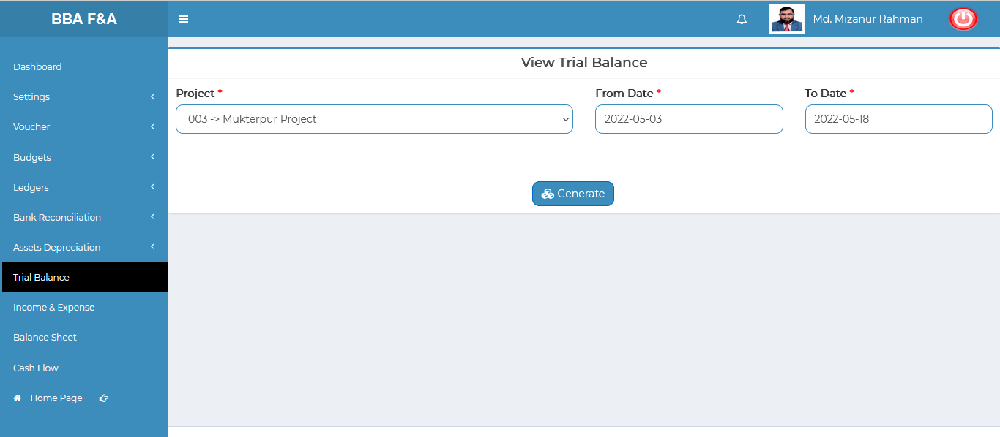 BBA F&A
Md. Mizanur Rahman
Dashboard
Settings
Voucher
Budgets
Ledgers
Bank Reconciliation
Assets Depreciation
Trial Balance
Income & Expense
Balance Sheet
Cash Flow
Home Page
View Trial Balance
Project * From Date * To Date *
003 -> Mukterpur Project 2022-05-03 2022-05-18
Generate